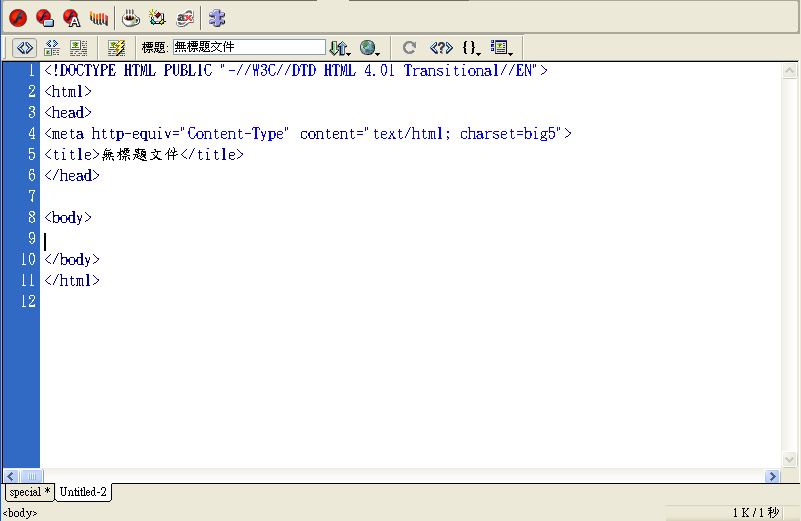 標題: 無標題文件
1 <!DOCTYPE HTML PUBLIC "-//W3C//DTD HTML 4.01 Transitional//EN">
2 <html>
3 <head>
4 <meta http-equiv="Content-Type" content="text/html; charset=big5">
5 <title>無標題文件</title>
6 </head>
7
8 <body>
9
10 </body>
11 </html>
12
special * Untitled-2
<body> 1 K / 1 秒